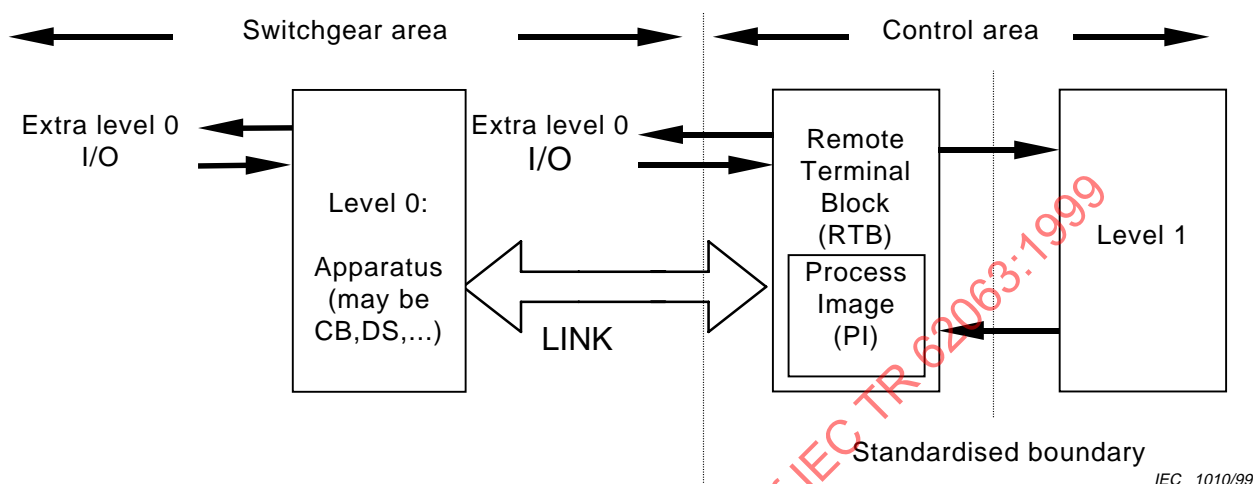 Switchgear area
Control area
Extra level 0
I/O
Level 0:
Apparatus
(may be
CB,DS,...)
Extra level 0
I/O
LINK
Remote
Terminal
Block
(RTB)
Process
Image
(PI)
Level 1
Standardised boundary
IEC 1010/99
IEC TR 62063:1999